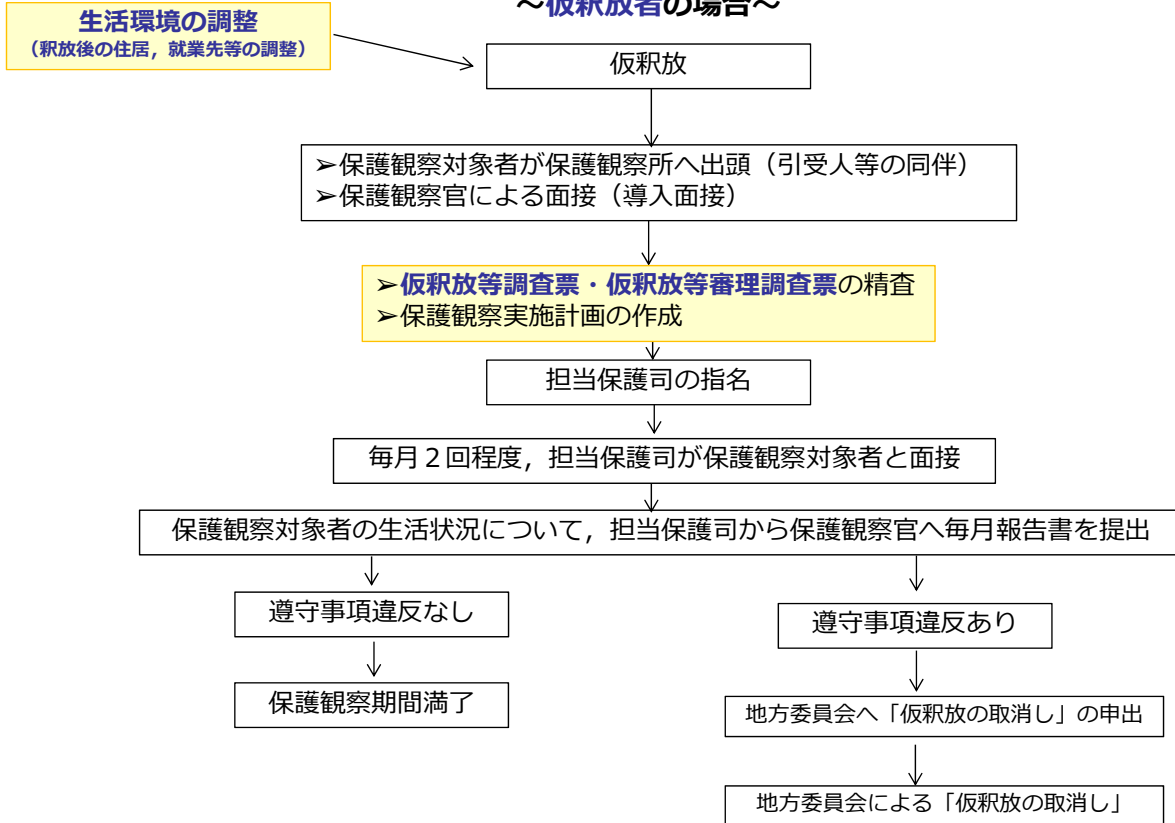 ～仮釈放者の場合～
生活環境の調整
（釈放後の住居，就業先等の調整）
仮釈放
➢保護観察対象者が保護観察所へ出頭（引受人等の同伴）
➢保護観察官による面接（導入面接）
➢仮釈放等調査票・仮釈放等審理調査票の精査
➢保護観察実施計画の作成
担当保護司の指名
毎月２回程度，担当保護司が保護観察対象者と面接
保護観察対象者の生活状況について，担当保護司から保護観察官へ毎月報告書を提出
遵守事項違反なし
遵守事項違反あり
保護観察期間満了
地方委員会へ「仮釈放の取消し」の申出
地方委員会による「仮釈放の取消し」